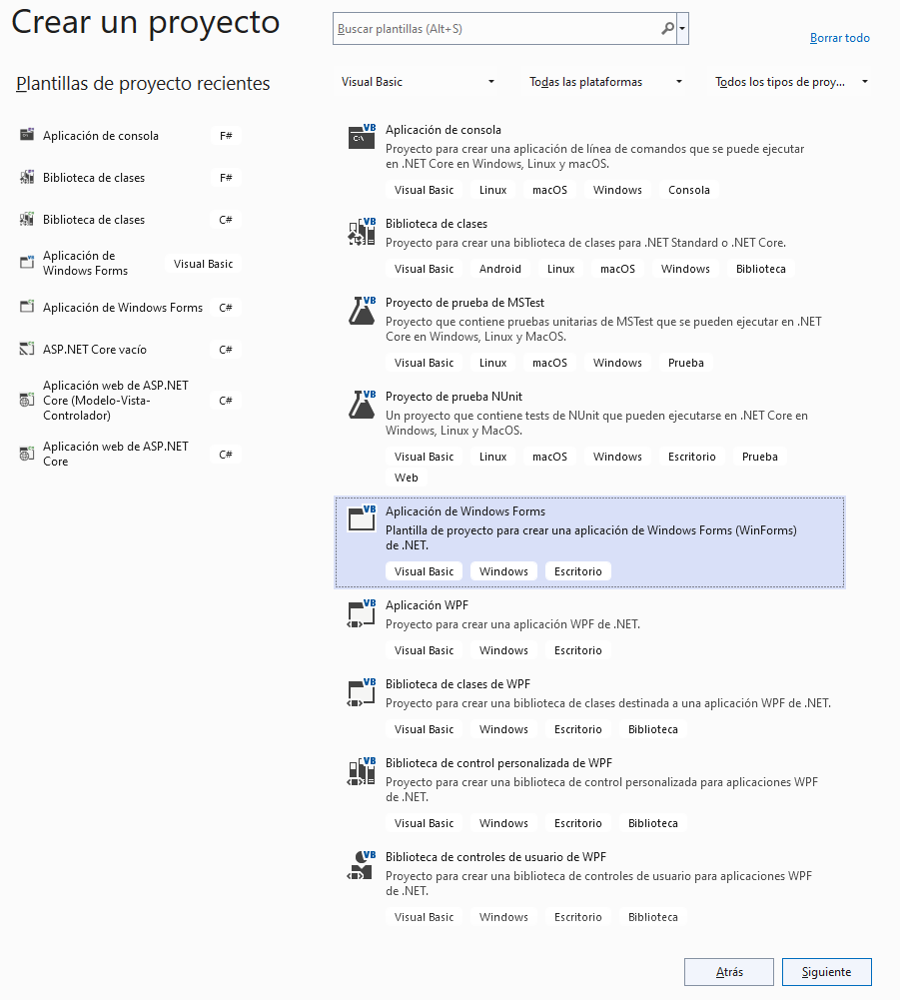 Crear un proyecto
Buscar plantillas (Alt+S)
Borrar todo
Plantillas de proyecto recientes
Visual Basic
Todas las plataformas
Todos los tipos de proy...
Aplicación de consola F#
Biblioteca de clases F#
Biblioteca de clases C#
Aplicación de
Windows Forms
Visual Basic
Aplicación de Windows Forms C#
ASP.NET Core vacío C#
Aplicación web de ASP.NET
Core (Modelo-Vista-
Controlador)
C#
Aplicación web de ASP.NET
Core
C#
VB
C:\
Aplicación de consola
Proyecto para crear una aplicación de línea de comandos que se puede ejecutar
en .NET Core en Windows, Linux y macOS.
Visual Basic Linux macOS Windows Consola
VB
Biblioteca de clases
Proyecto para crear una biblioteca de clases para .NET Standard o .NET Core.
Visual Basic Android Linux macOS Windows Biblioteca
VB
Proyecto de prueba de MSTest
Proyecto que contiene pruebas unitarias de MSTest que se pueden ejecutar en .NET
Core en Windows, Linux y MacOS.
Visual Basic Linux macOS Windows Prueba
VB
Proyecto de prueba NUnit
Un proyecto que contiene tests de NUnit que pueden ejecutarse en .NET Core en
Windows, Linux y MacOS.
Visual Basic Linux macOS Windows Escritorio Prueba
Web
VB
Aplicación de Windows Forms
Plantilla de proyecto para crear una aplicación de Windows Forms (WinForms)
de .NET.
Visual Basic Windows Escritorio
VB
Aplicación WPF
Proyecto para crear una aplicación WPF de .NET.
Visual Basic Windows Escritorio
VB
Biblioteca de clases de WPF
Proyecto para crear una biblioteca de clases destinada a una aplicación WPF de .NET.
Visual Basic Windows Escritorio Biblioteca
VB
Biblioteca de control personalizada de WPF
Proyecto para crear una biblioteca de control personalizada para aplicaciones WPF
de .NET.
Visual Basic Windows Escritorio Biblioteca
VB
Biblioteca de controles de usuario de WPF
Proyecto para crear una biblioteca de controles de usuario para aplicaciones WPF
de .NET.
Visual Basic Windows Escritorio Biblioteca
Atrás
Siguiente